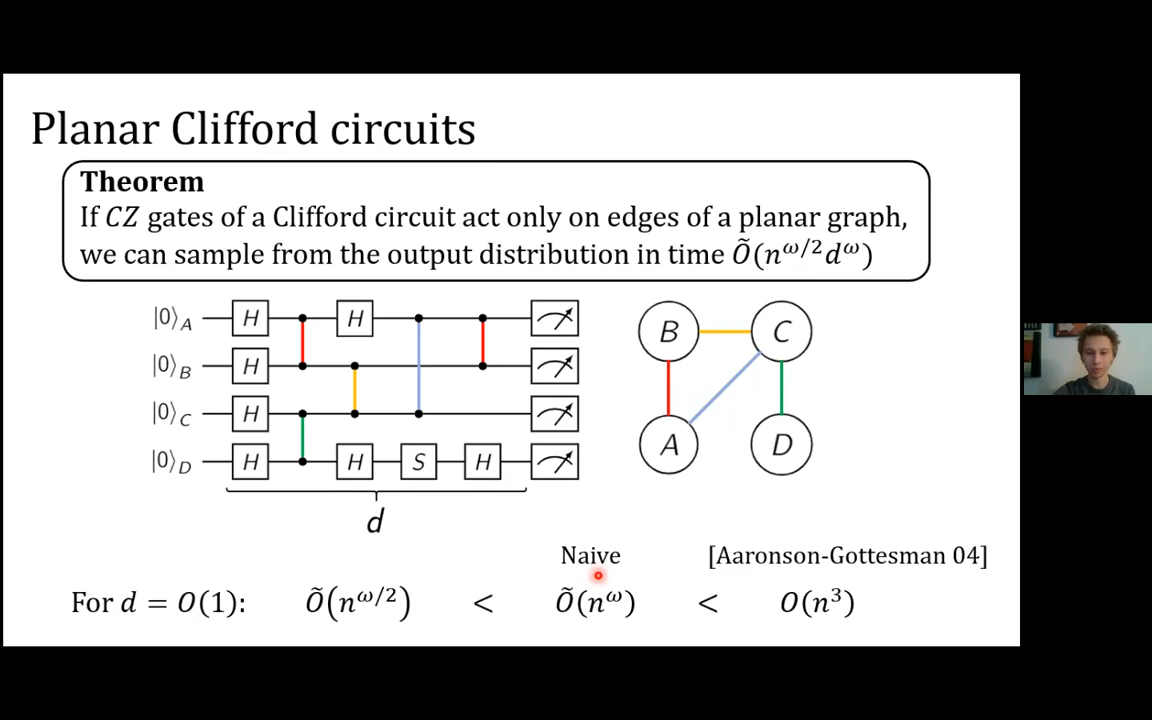 Planar Clifford circuits
Theorem
If CZ gates of a Clifford circuit act only on edges of a planar graph,
we can sample from the output distribution in time Õ(n^{ω/2}d^ω)
|0⟩_A H H
|0⟩_B H
|0⟩_C H
|0⟩_D H H S H
d
B C
A D
Naive [Aaronson-Gottesman 04]
For d = O(1): Õ(n^{ω/2}) < Õ(n^ω) < O(n³)